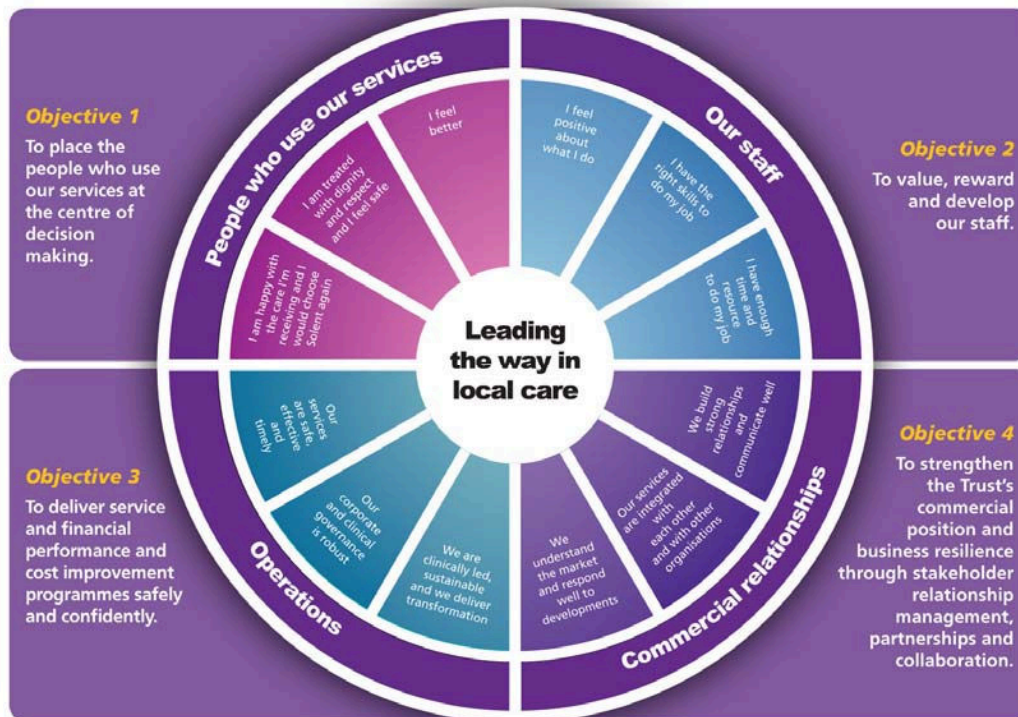 Objective 1
To place the
people who use
our services at
the centre of
decision
making.
People who use our services
I feel
better
I am treated
with dignity
and respect
and I feel safe
I am happy with
the care I'm
receiving and I
would choose
Solent again
Our staff
I feel
positive
about
what I do
I have the
right skills to
do my job
I have enough
time and
resource
to do my job
Objective 2
To value, reward
and develop
our staff.
Leading
the way in
local care
Objective 3
To deliver service
and financial
performance and
cost improvement
programmes safely
and confidently.
Operations
Our
services
are safe,
effective
and
timely
Our
corporate
and clinical
governance
is robust
We are
clinically led,
sustainable
and we deliver
transformation
Commercial relationships
We
understand
the market
and respond
well to
developments
Our services
are integrated
with
each other
and with other
organisations
We build
strong
relationships
and
communicate well
Objective 4
To strengthen
the Trust's
commercial
position and
business resilience
through stakeholder
relationship
management,
partnerships and
collaboration.